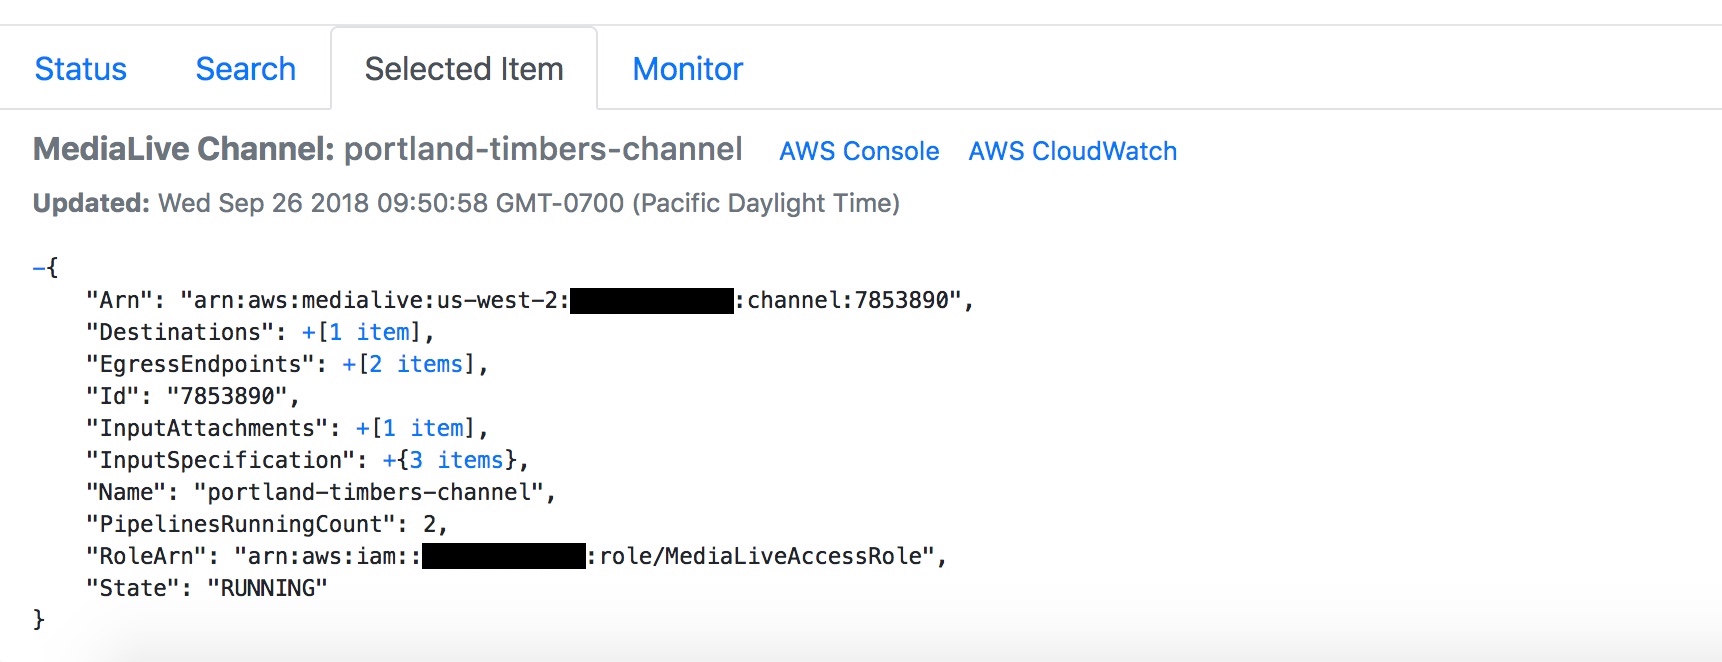 Status Search Selected Item Monitor
MediaLive Channel: portland-timbers-channel AWS Console AWS CloudWatch
Updated: Wed Sep 26 2018 09:50:58 GMT-0700 (Pacific Daylight Time)
−{
"Arn": "arn:aws:medialive:us-west-2: :channel:7853890",
"Destinations": +[1 item],
"EgressEndpoints": +[2 items],
"Id": "7853890",
"InputAttachments": +[1 item],
"InputSpecification": +{3 items},
"Name": "portland-timbers-channel",
"PipelinesRunningCount": 2,
"RoleArn": "arn:aws:iam:: :role/MediaLiveAccessRole",
"State": "RUNNING"
}